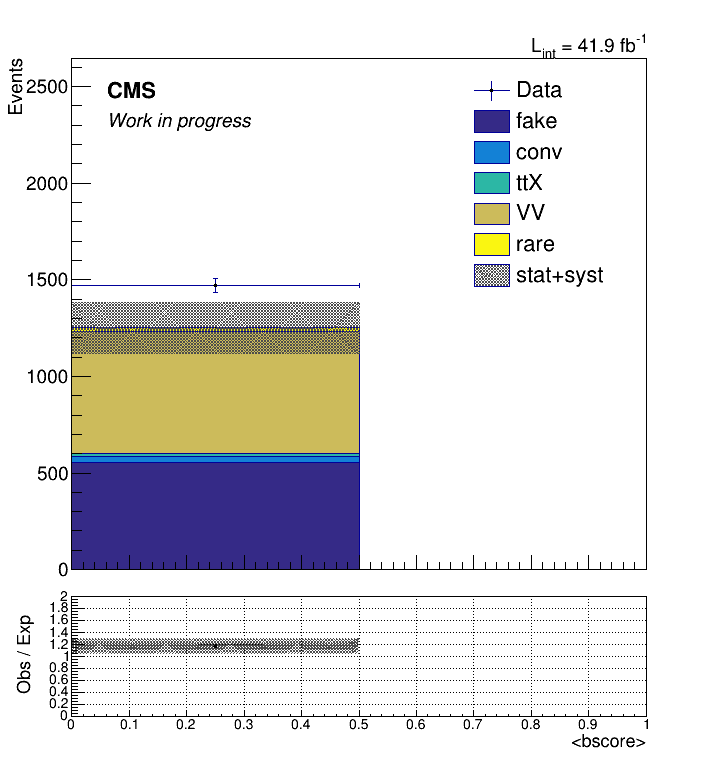 L_int = 41.9 fb⁻¹
Events
2500
2000
1500
1000
500
0
CMS
Work in progress
Data
fake
conv
ttX
VV
rare
stat+syst
Obs / Exp
2
1.8
1.6
1.4
1.2
1
0.8
0.6
0.4
0.2
0
0 0.1 0.2 0.3 0.4 0.5 0.6 0.7 0.8 0.9 1
<bscore>